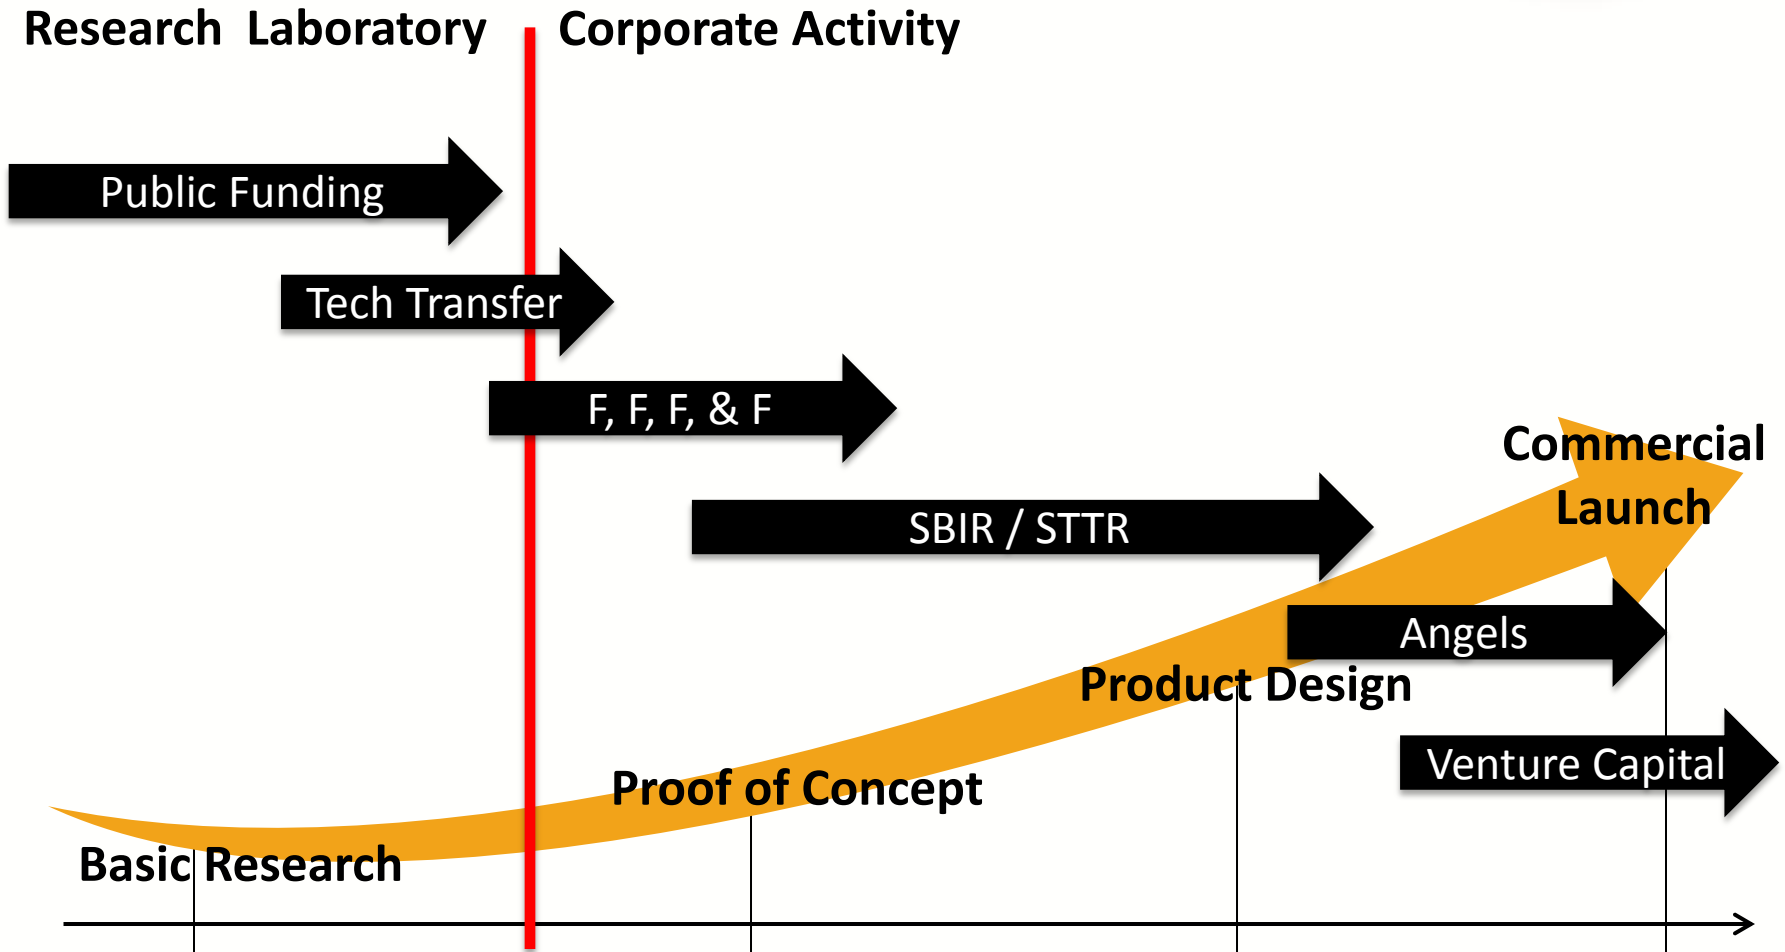 Research Laboratory
Corporate Activity
Public Funding
Tech Transfer
F, F, F, & F
SBIR / STTR
Commercial
Launch
Angels
Product Design
Venture Capital
Proof of Concept
Basic Research